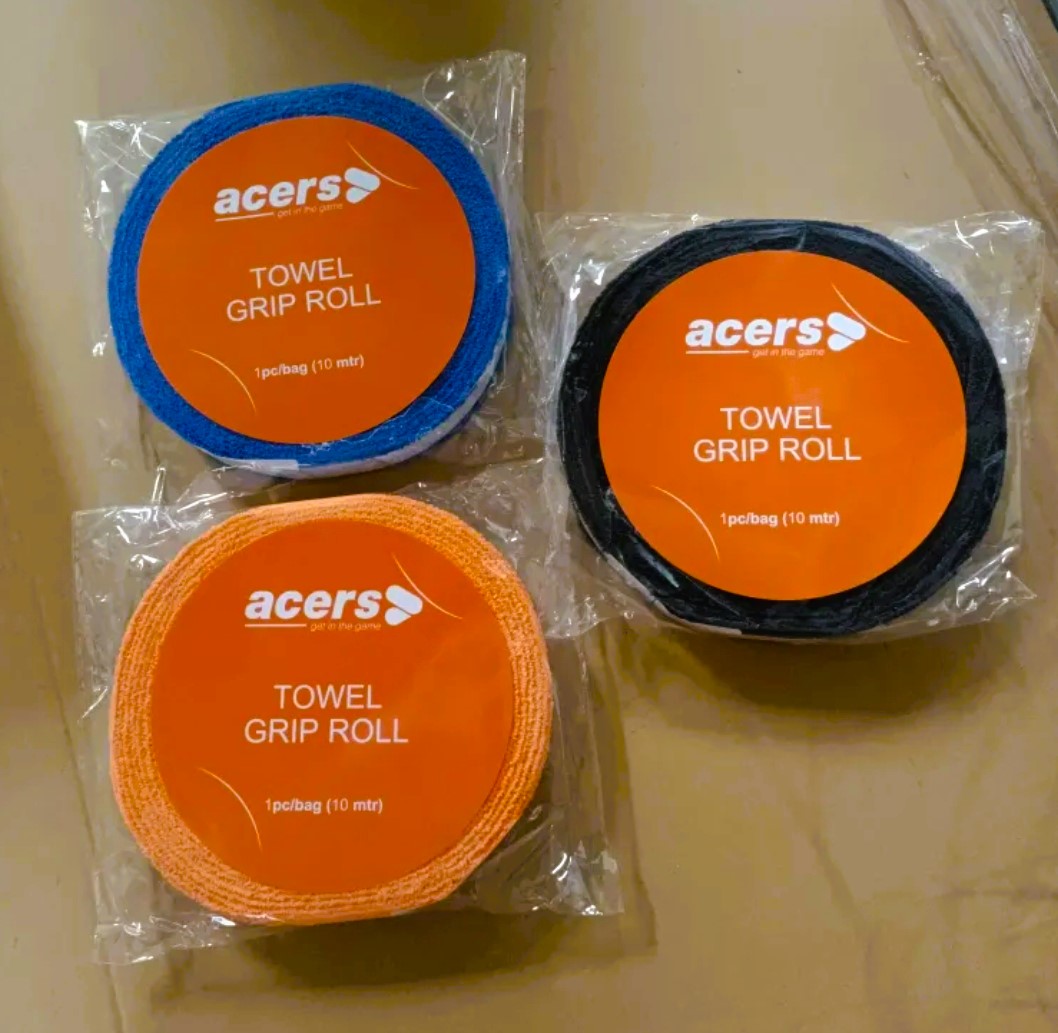 acers
get in the game
TOWEL
GRIP ROLL
1pc/bag (10 mtr)
acers
get in the game
TOWEL
GRIP ROLL
1pc/bag (10 mtr)
acers
get in the game
TOWEL
GRIP ROLL
1pc/bag (10 mtr)